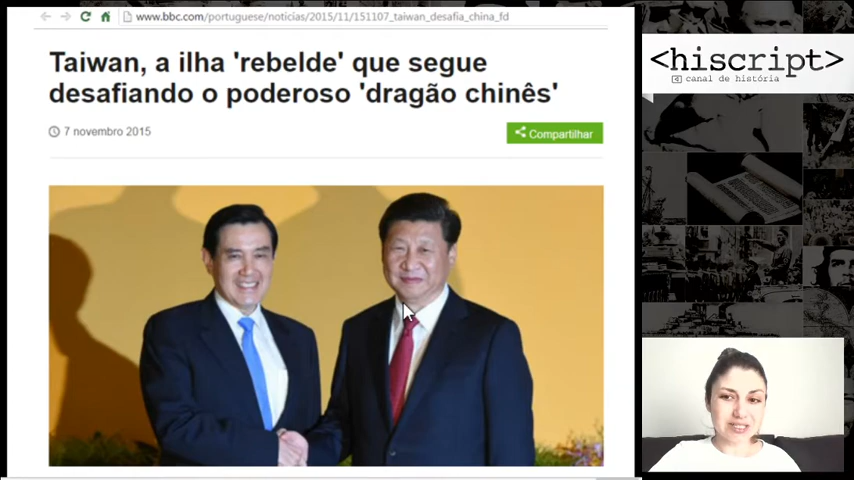 www.bbc.com/portuguese/noticias/2015/11/151107_taiwan_desafia_china_fd
Taiwan, a ilha 'rebelde' que segue
desafiando o poderoso 'dragão chinês'
7 novembro 2015
Compartilhar
<hiscript>
canal de história